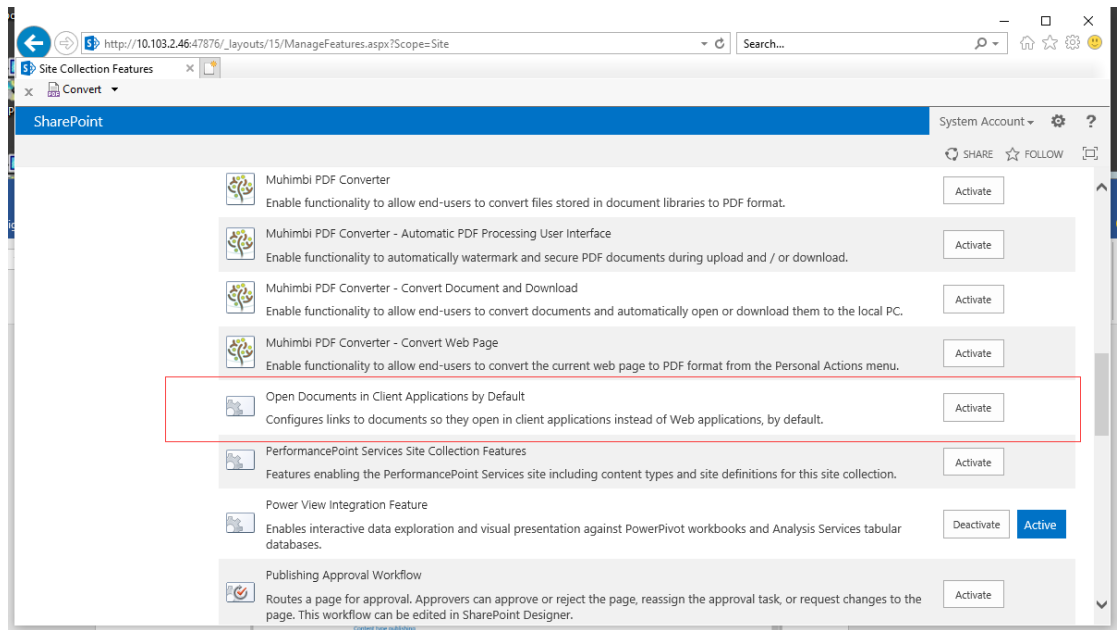 http://10.103.2.46:47876/_layouts/15/ManageFeatures.aspx?Scope=Site
Search...
Site Collection Features
Convert
SharePoint
System Account
SHARE FOLLOW
Muhimbi PDF Converter
Enable functionality to allow end-users to convert files stored in document libraries to PDF format.
Activate
Muhimbi PDF Converter - Automatic PDF Processing User Interface
Enable functionality to automatically watermark and secure PDF documents during upload and / or download.
Activate
Muhimbi PDF Converter - Convert Document and Download
Enable functionality to allow end-users to convert documents and automatically open or download them to the local PC.
Activate
Muhimbi PDF Converter - Convert Web Page
Enable functionality to allow end-users to convert the current web page to PDF format from the Personal Actions menu.
Activate
Open Documents in Client Applications by Default
Configures links to documents so they open in client applications instead of Web applications, by default.
Activate
PerformancePoint Services Site Collection Features
Features enabling the PerformancePoint Services site including content types and site definitions for this site collection.
Activate
Power View Integration Feature
Enables interactive data exploration and visual presentation against PowerPivot workbooks and Analysis Services tabular
databases.
Deactivate Active
Publishing Approval Workflow
Routes a page for approval. Approvers can approve or reject the page, reassign the approval task, or request changes to the
page. This workflow can be edited in SharePoint Designer.
Activate
Content type publishing